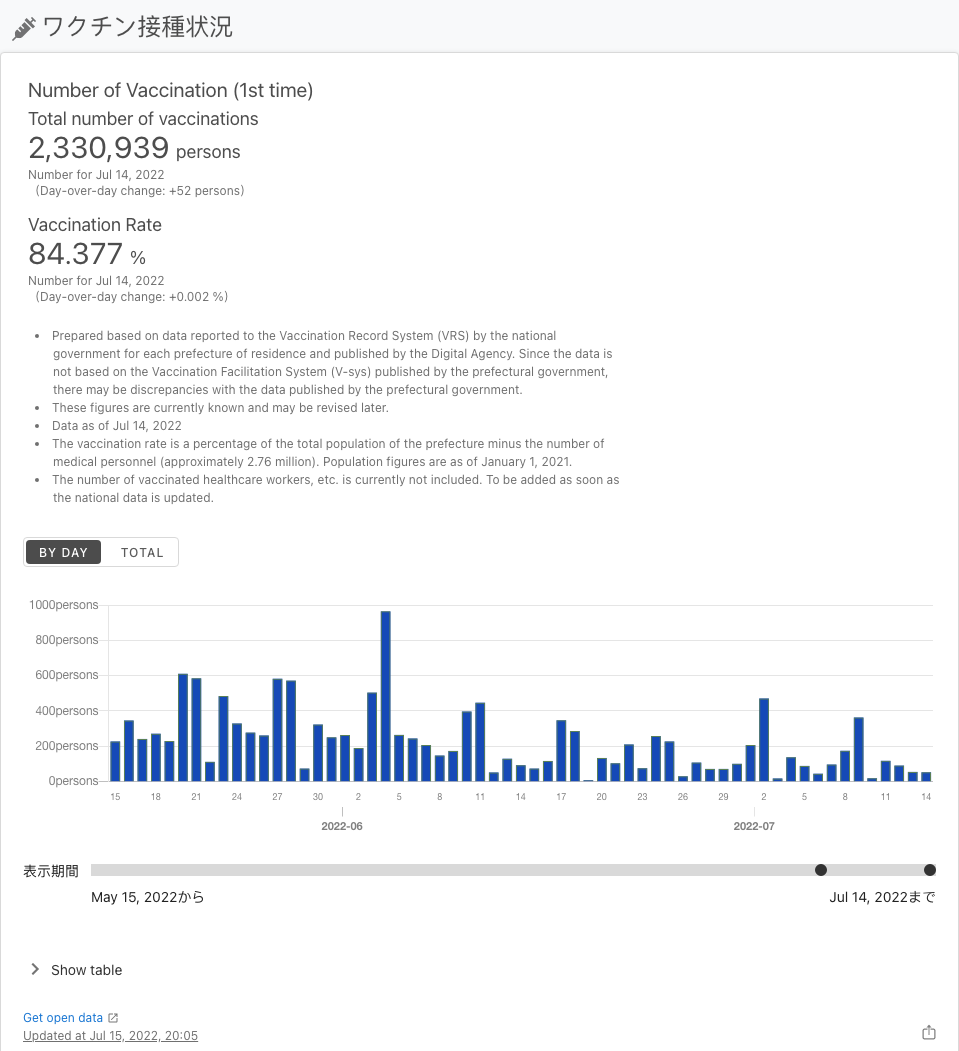 ワクチン接種状況
Number of Vaccination (1st time)
Total number of vaccinations
2,330,939 persons
Number for Jul 14, 2022
(Day-over-day change: +52 persons)
Vaccination Rate
84.377 %
Number for Jul 14, 2022
(Day-over-day change: +0.002 %)
• Prepared based on data reported to the Vaccination Record System (VRS) by the national
government for each prefecture of residence and published by the Digital Agency. Since the data is
not based on the Vaccination Facilitation System (V-sys) published by the prefectural government,
there may be discrepancies with the data published by the prefectural government.
• These figures are currently known and may be revised later.
• Data as of Jul 14, 2022
• The vaccination rate is a percentage of the total population of the prefecture minus the number of
medical personnel (approximately 2.76 million). Population figures are as of January 1, 2021.
• The number of vaccinated healthcare workers, etc. is currently not included. To be added as soon as
the national data is updated.
BY DAY TOTAL
1000persons
800persons
600persons
400persons
200persons
0persons
15 18 21 24 27 30 2 5 8 11 14 17 20 23 26 29 2 5 8 11 14
2022-06 2022-07
表示期間
May 15, 2022から Jul 14, 2022まで
Show table
Get open data
Updated at Jul 15, 2022, 20:05